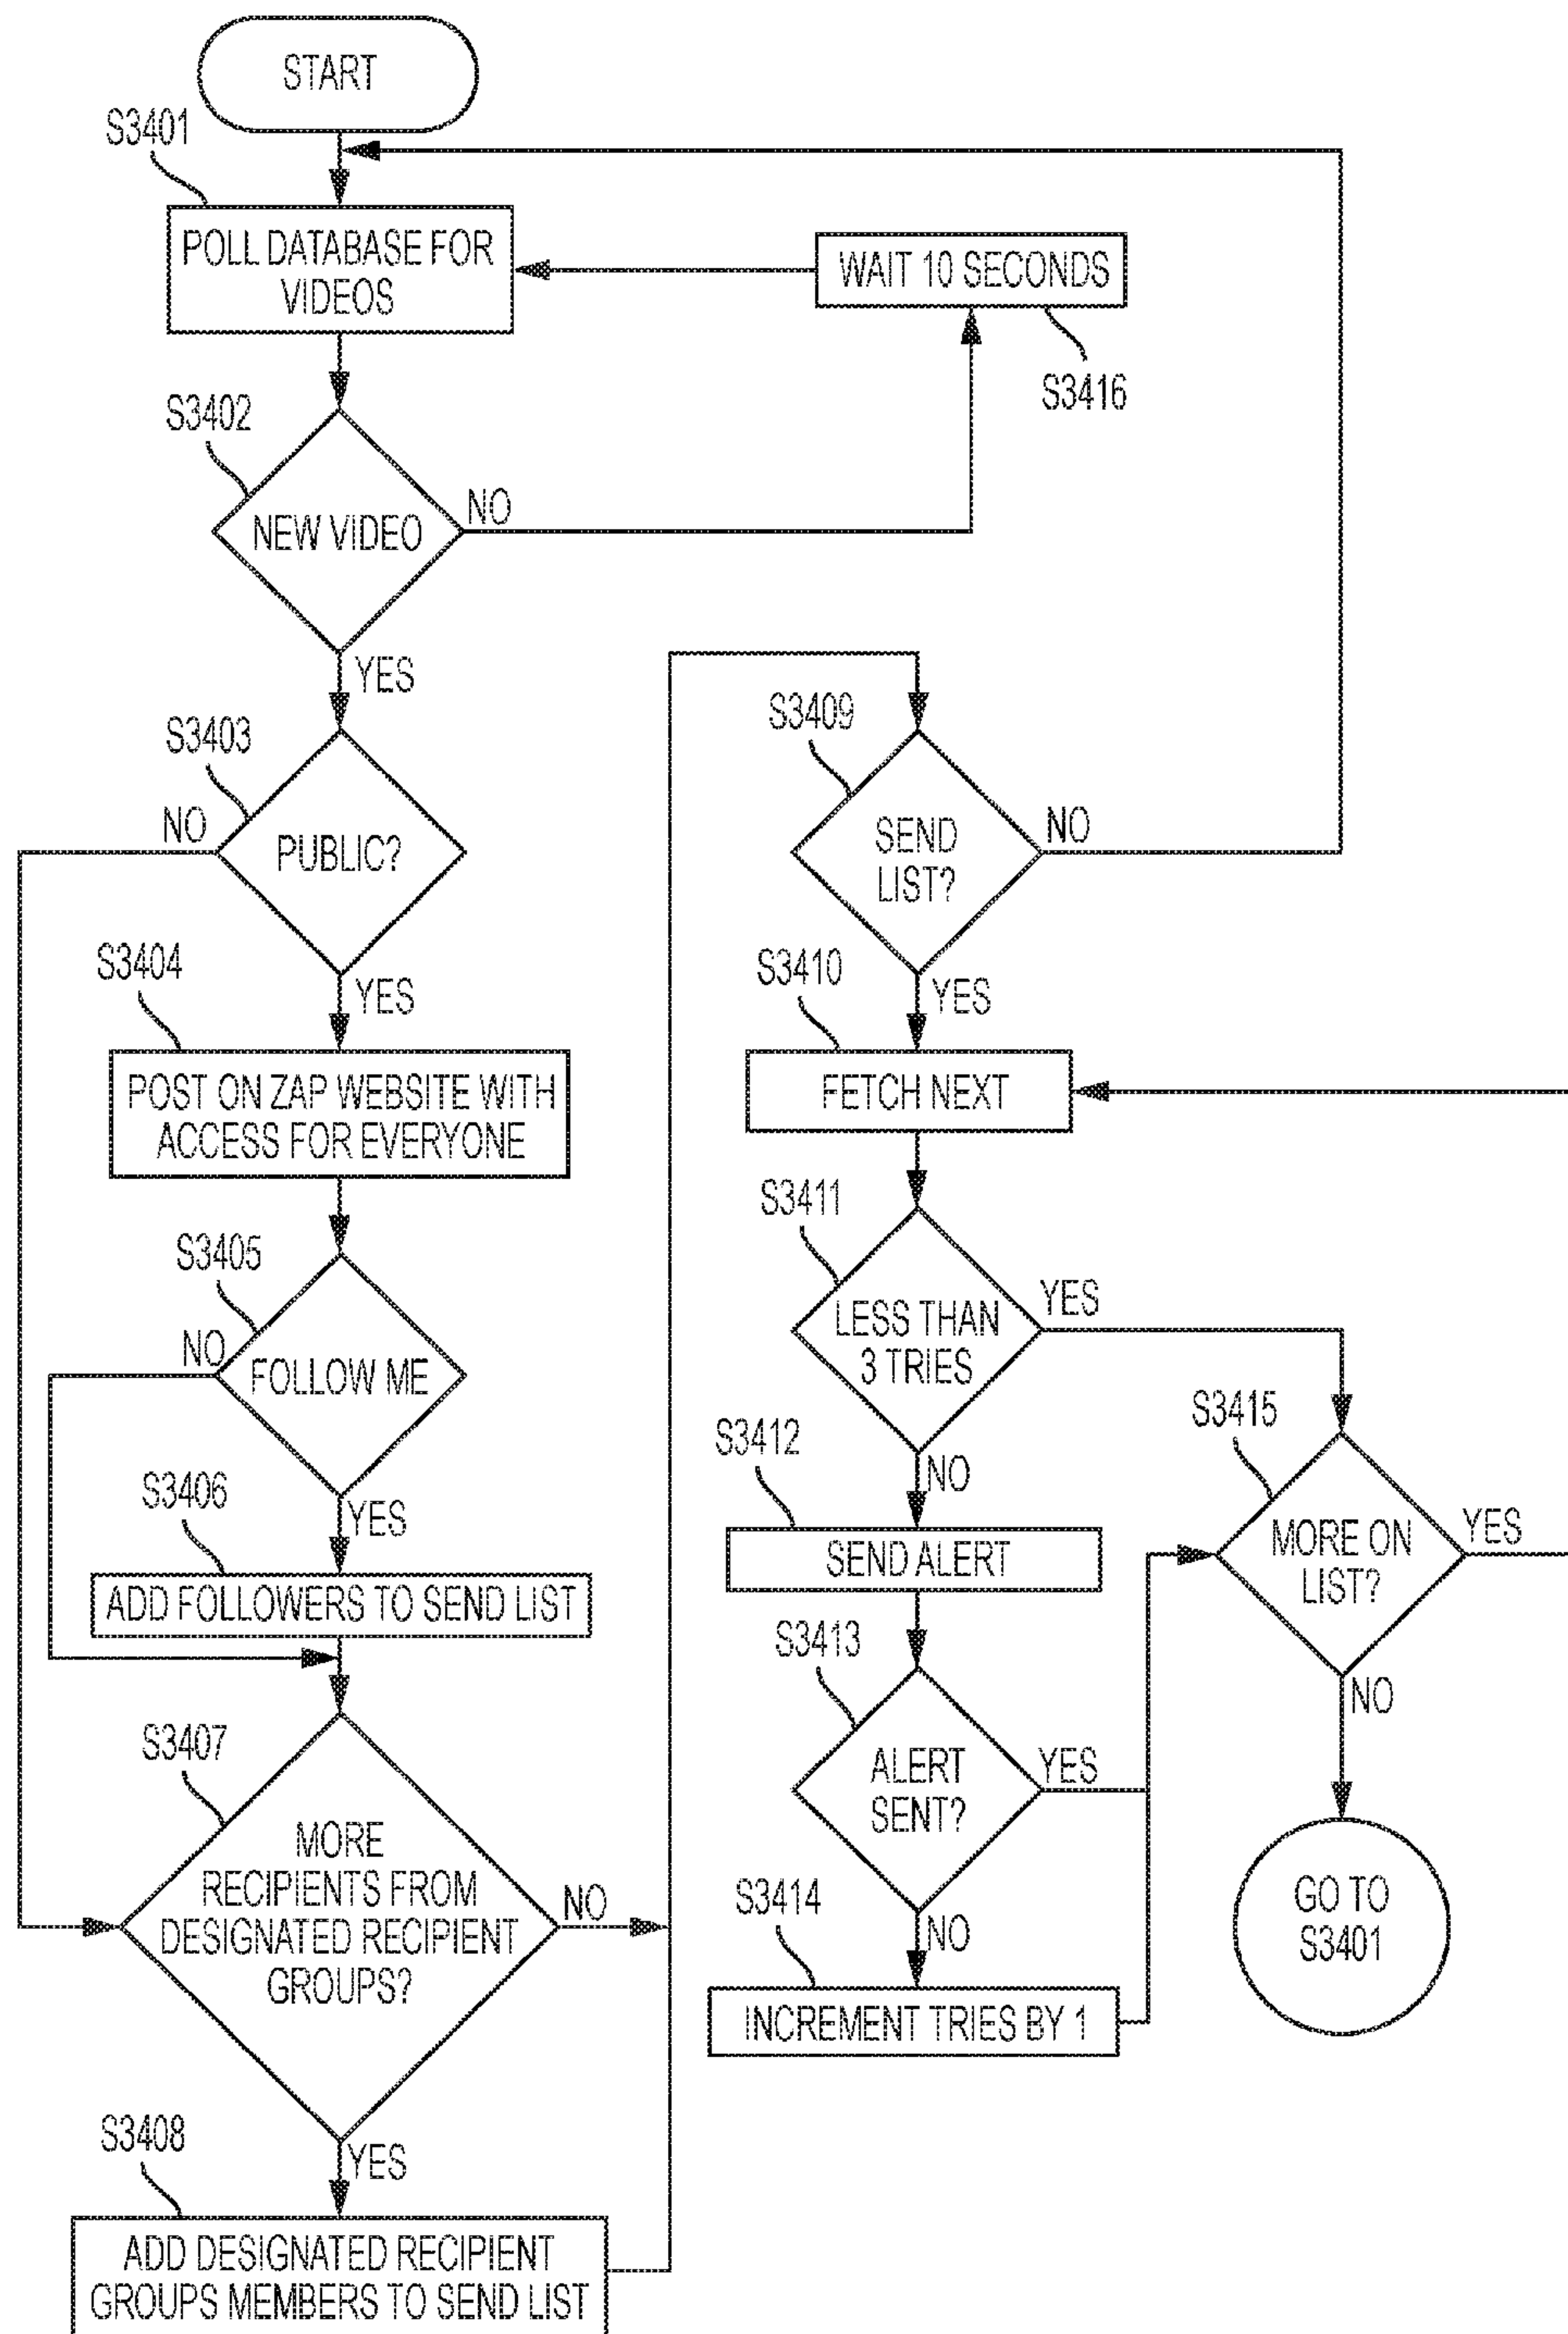 START
S3401
POLL DATABASE FOR
VIDEOS
WAIT 10 SECONDS
S3416
S3402
NEW VIDEO
NO
YES
S3403
NO
PUBLIC?
YES
S3404
POST ON ZAP WEBSITE WITH
ACCESS FOR EVERYONE
S3405
NO
FOLLOW ME
YES
S3406
ADD FOLLOWERS TO SEND LIST
S3407
MORE
RECIPIENTS FROM
DESIGNATED RECIPIENT
GROUPS?
NO
YES
S3408
ADD DESIGNATED RECIPIENT
GROUPS MEMBERS TO SEND LIST
S3409
SEND
LIST?
NO
YES
S3410
FETCH NEXT
S3411
LESS THAN
3 TRIES
YES
NO
S3412
SEND ALERT
S3413
ALERT
SENT?
YES
NO
S3414
INCREMENT TRIES BY 1
S3415
MORE ON
LIST?
YES
NO
GO TO
S3401